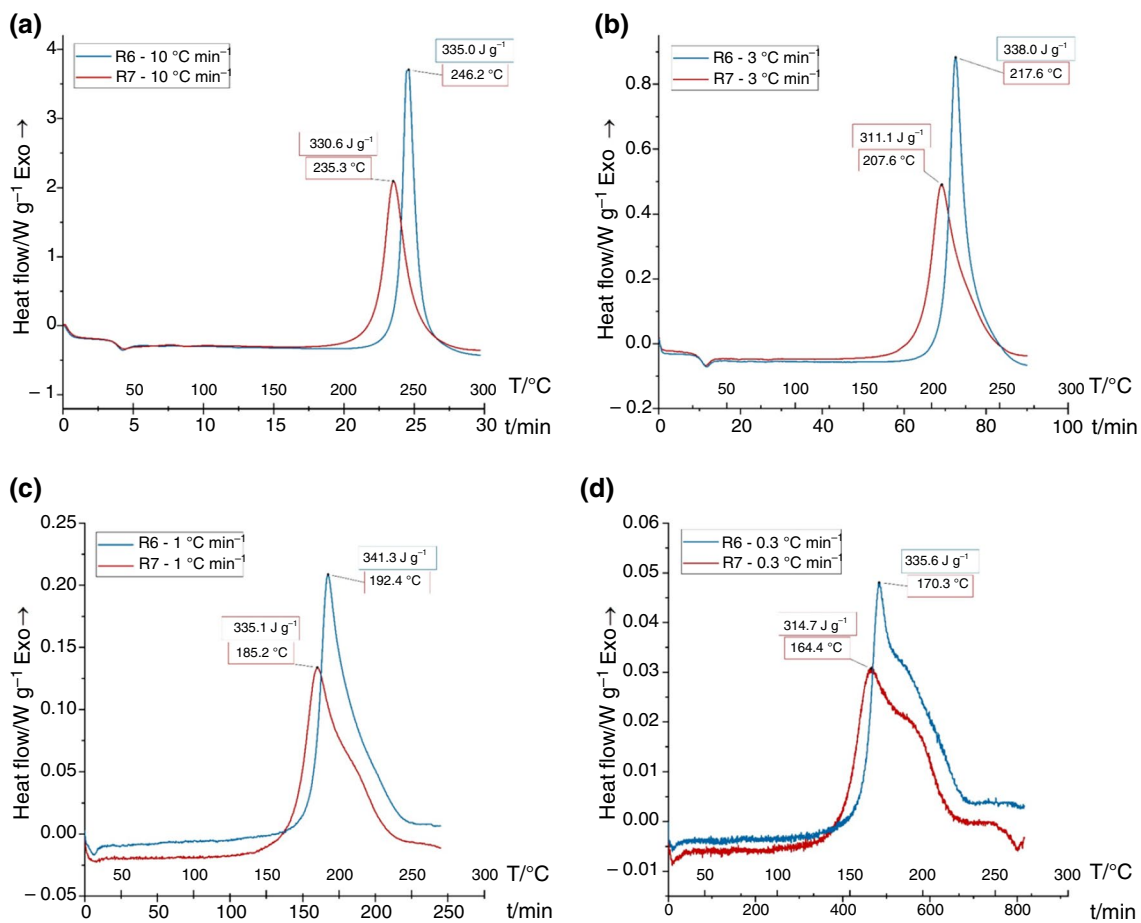 (a)
Heat flow/W g⁻¹ Exo →
R6 - 10 °C min⁻¹
R7 - 10 °C min⁻¹
335.0 J g⁻¹
246.2 °C
330.6 J g⁻¹
235.3 °C
4
3
2
1
0
– 1
50 100 150 200 250 300 T/°C
0 5 10 15 20 25 30 t/min
(b)
Heat flow/W g⁻¹ Exo →
R6 - 3 °C min⁻¹
R7 - 3 °C min⁻¹
338.0 J g⁻¹
217.6 °C
311.1 J g⁻¹
207.6 °C
0.8
0.6
0.4
0.2
0.0
– 0.2
50 100 150 200 250 300 T/°C
0 20 40 60 80 100 t/min
(c)
Heat flow/W g⁻¹ Exo→
R6 - 1 °C min⁻¹
R7 - 1 °C min⁻¹
341.3 J g⁻¹
192.4 °C
335.1 J g⁻¹
185.2 °C
0.25
0.20
0.15
0.10
0.05
0.00
– 0.05
50 100 150 200 250 300 T/°C
0 50 100 150 200 250 t/min
(d)
Heat flow/W g⁻¹ Exo→
R6 - 0.3 °C min⁻¹
R7 - 0.3 °C min⁻¹
335.6 J g⁻¹
170.3 °C
314.7 J g⁻¹
164.4 °C
0.06
0.05
0.04
0.03
0.02
0.01
0.00
– 0.01
50 100 150 200 250 300 T/°C
0 200 400 600 800 t/min